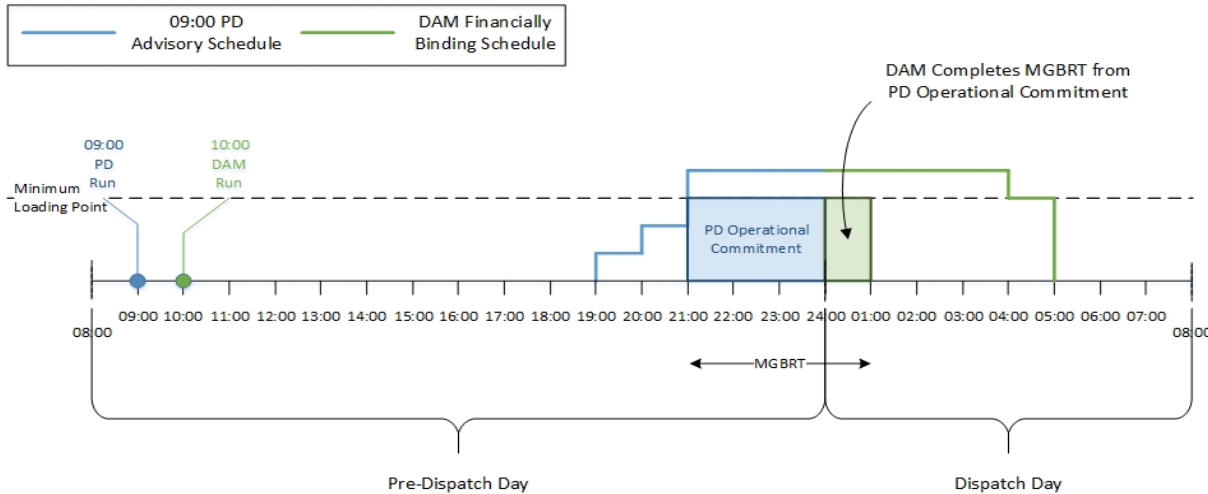 09:00 PD
Advisory Schedule
DAM Financially
Binding Schedule
DAM Completes MGBRT from
PD Operational Commitment
09:00
PD
Run
10:00
DAM
Run
Minimum
Loading Point
PD Operational
Commitment
08:00 09:00 10:00 11:00 12:00 13:00 14:00 15:00 16:00 17:00 18:00 19:00 20:00 21:00 22:00 23:00 24:00 01:00 02:00 03:00 04:00 05:00 06:00 07:00 08:00
MGBRT
Pre-Dispatch Day
Dispatch Day